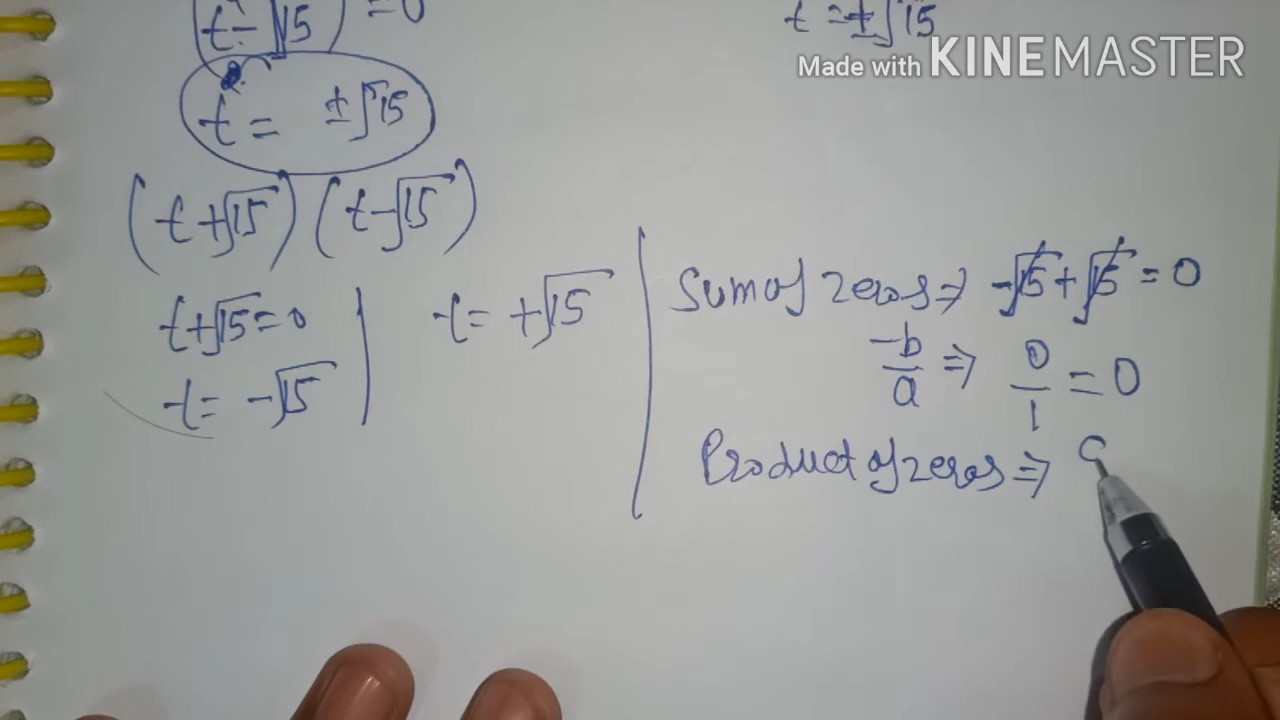 t - √15 = 0
t = ±√15
Made with KINEMASTER
t = ±√15
(t+√15) (t-√15)
t+√15=0
t= -√15
t= +√15
Sum of zeros ⇒ -√15+√15 = 0
-b/a ⇒ 0/1 = 0
Product of zeros ⇒ c